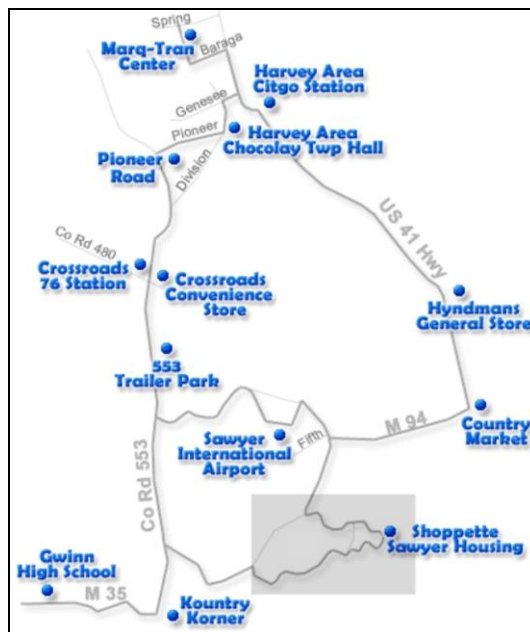 Spring
Marq-Tran
Center
Baraga
Harvey Area
Citgo Station
Genesee
Pioneer
Harvey Area
Chocolay Twp Hall
Pioneer
Road
Division
US 41 Hwy
Co Rd 480
Crossroads
76 Station
Crossroads
Convenience
Store
Hyndmans
General Store
553
Trailer Park
Country
Market
M 94
Sawyer
International
Airport
Fifth
Co Rd 553
Shoppette
Sawyer Housing
Gwinn
High School
M 35
Kountry
Korner